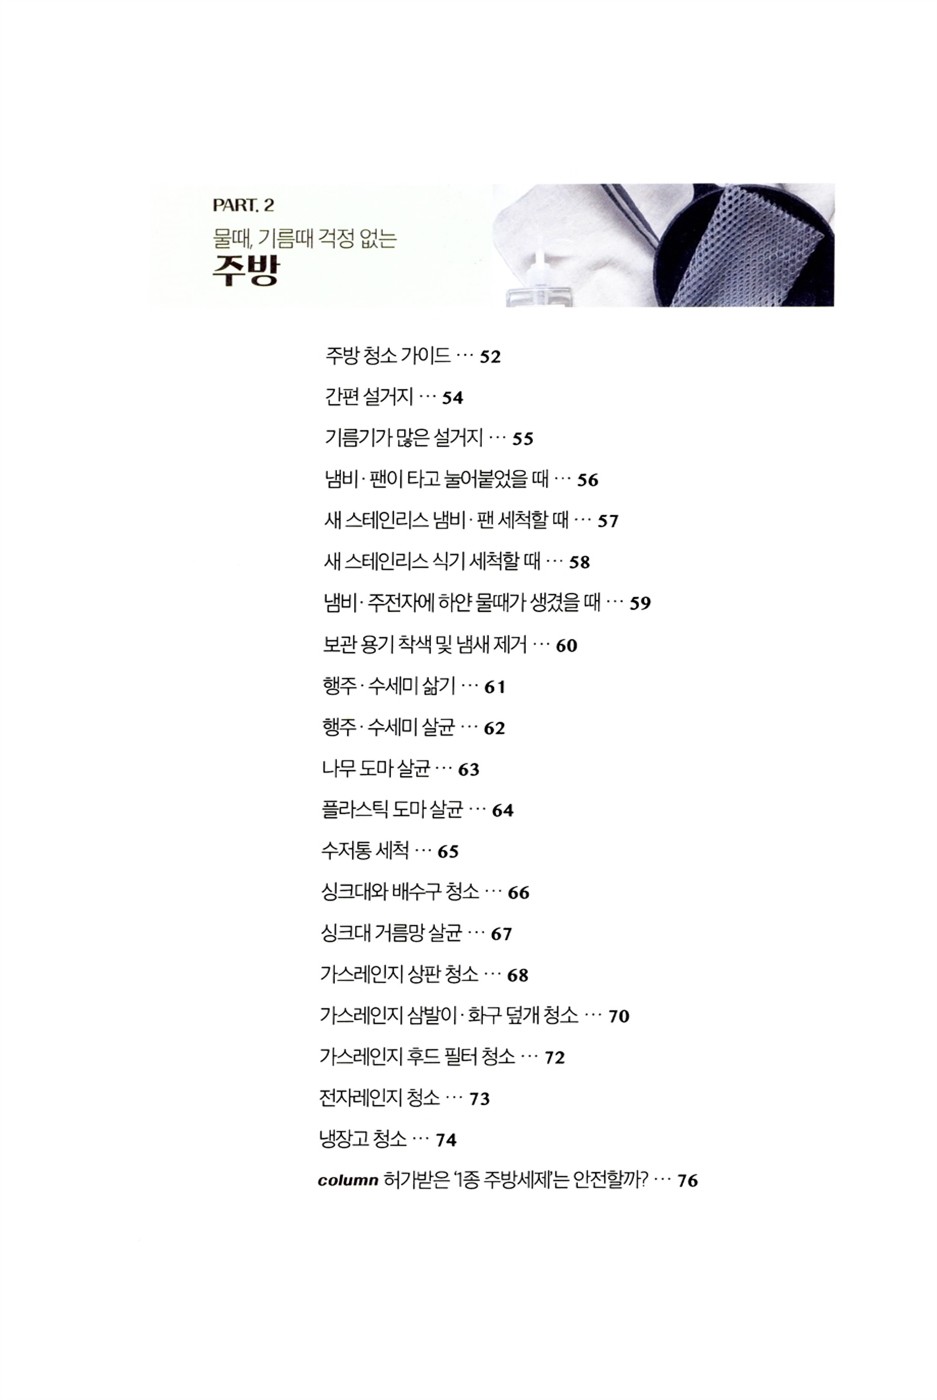 PART. 2
물때, 기름때 걱정 없는
주방
주방 청소 가이드 ··· 52
간편 설거지 ··· 54
기름기가 많은 설거지 ··· 55
냄비 · 팬이 타고 눌어붙었을 때 ··· 56
새 스테인리스 냄비 · 팬 세척할 때 ··· 57
새 스테인리스 식기 세척할 때 ··· 58
냄비 · 주전자에 하얀 물때가 생겼을 때 ··· 59
보관 용기 착색 및 냄새 제거 ··· 60
행주 · 수세미 삶기 ··· 61
행주 · 수세미 살균 ··· 62
나무 도마 살균 ··· 63
플라스틱 도마 살균 ··· 64
수저통 세척 ··· 65
싱크대와 배수구 청소 ··· 66
싱크대 거름망 살균 ··· 67
가스레인지 상판 청소 ··· 68
가스레인지 삼발이 · 화구 덮개 청소 ··· 70
가스레인지 후드 필터 청소 ··· 72
전자레인지 청소 ··· 73
냉장고 청소 ··· 74
column 허가받은 ‘1종 주방세제’는 안전할까? ··· 76